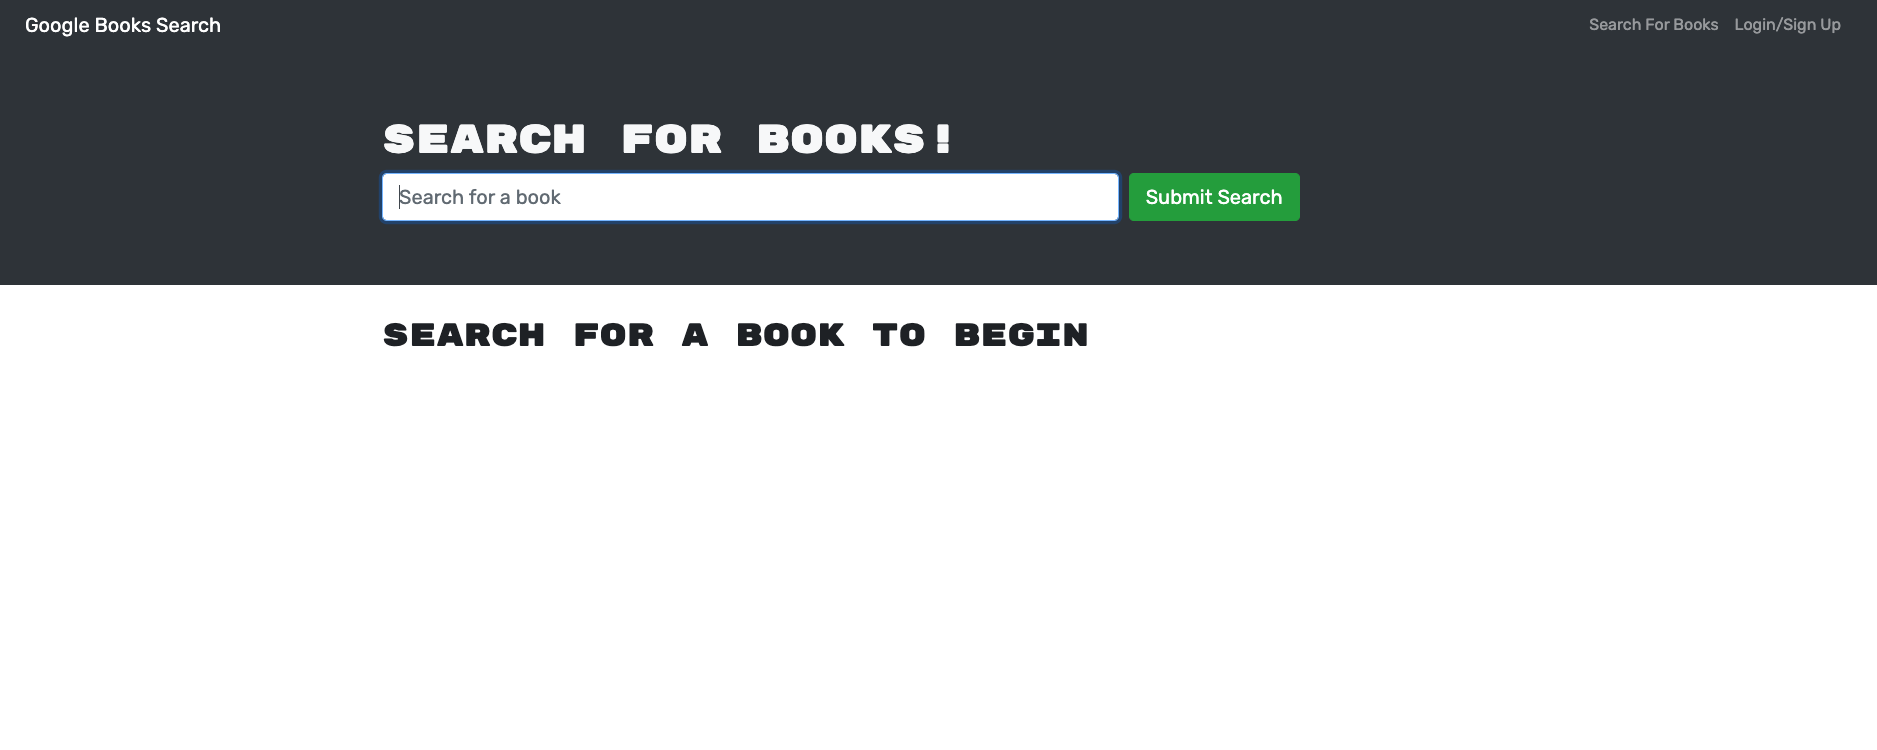 Google Books Search
Search For Books Login/Sign Up
SEARCH FOR BOOKS!
Search for a book
Submit Search
SEARCH FOR A BOOK TO BEGIN